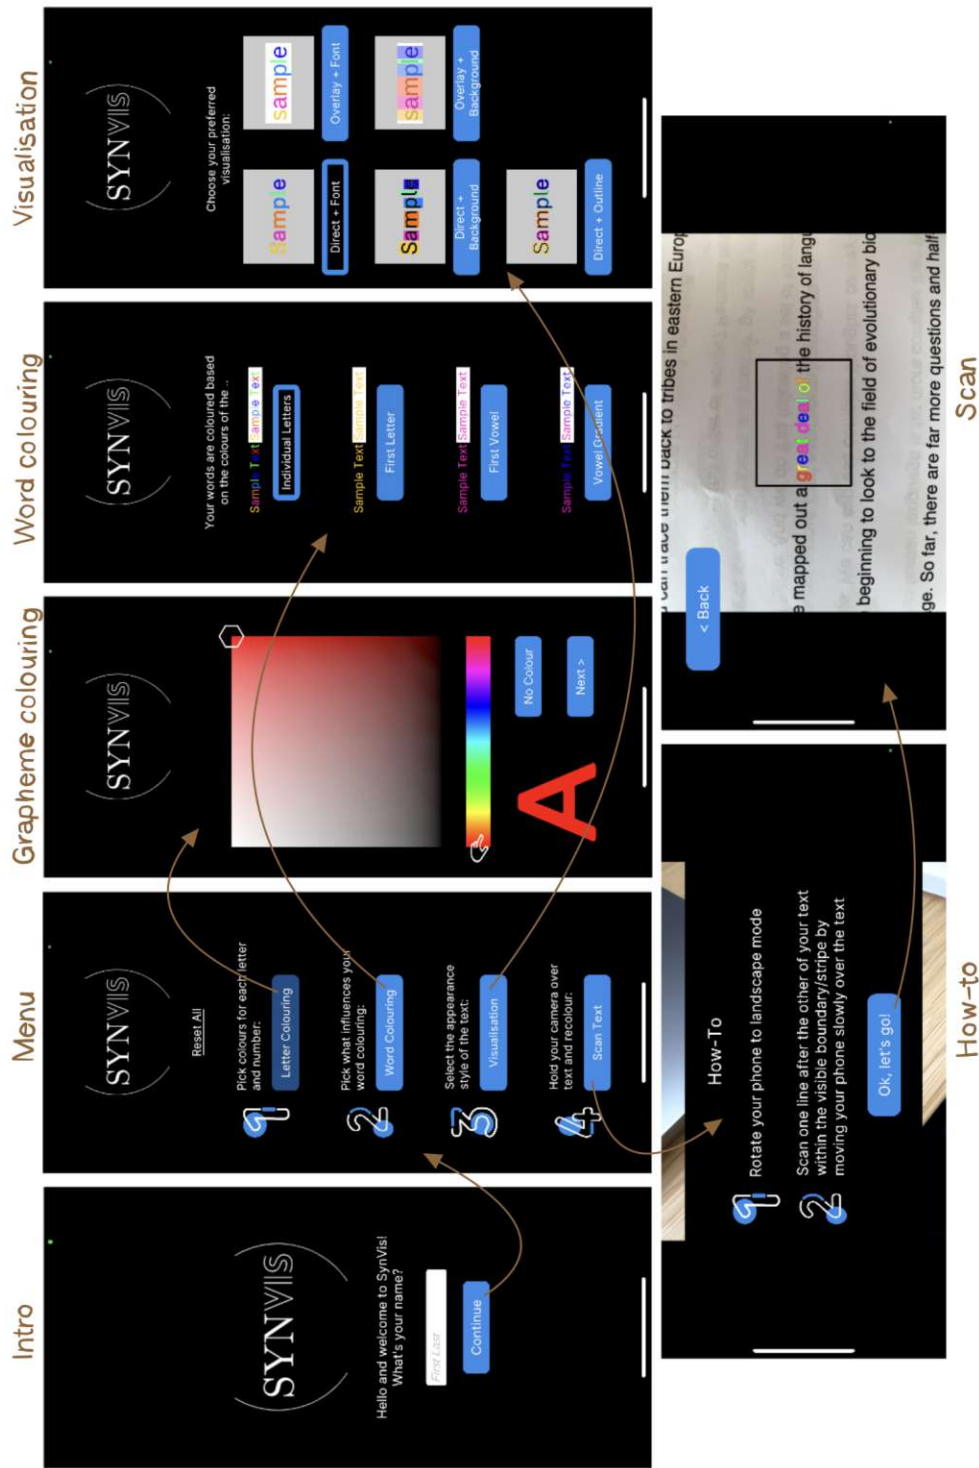 Intro
SYNVIS
Hello and welcome to SynVis!
What's your name?
First Last
Continue
Menu
SYNVIS
Reset All
1
Pick colours for each letter
and number:
Letter Colouring
2
Pick what influences your
word colouring:
Word Colouring
3
Select the appearance
style of the text:
Visualisation
4
Hold your camera over
text and recolour:
Scan Text
Grapheme colouring
SYNVIS
A
No Colour
Next >
Word colouring
SYNVIS
Your words are coloured based
on the colours of the ..
Sample Text Sample Text
Individual Letters
Sample Text Sample Text
First Letter
Sample Text Sample Text
First Vowel
Sample Text Sample Text
Vowel Gradient
Visualisation
SYNVIS
Choose your preferred
visualisation:
Sample
Direct + Font
sample
Overlay + Font
Sample
Direct +
Background
sample
Overlay +
Background
Sample
Direct + Outline
How-to
How-To
1
Rotate your phone to landscape mode
2
Scan one line after the other of your text
within the visible boundary/stripe by
moving your phone slowly over the text
Ok, let's go!
Scan
< Back
can trace them back to tribes in eastern Europ
e mapped out a great deal of the history of langu
beginning to look to the field of evolutionary bio
ge. So far, there are far more questions and half